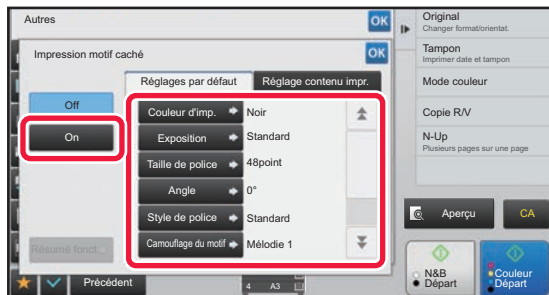 Autres
OK
Impression motif caché
OK
Réglages par défaut
Réglage contenu impr.
Off
On
Couleur d'imp.
Noir
Exposition
Standard
Taille de police
48point
Angle
0°
Style de police
Standard
Camouflage du motif
Mélodie 1
Résumé fonct.
Précédent
4 A3
Original
Changer format/orientat.
Tampon
Imprimer date et tampon
Mode couleur
Copie R/V
N-Up
Plusieurs pages sur une page
Aperçu
CA
N&B
Départ
Couleur
Départ